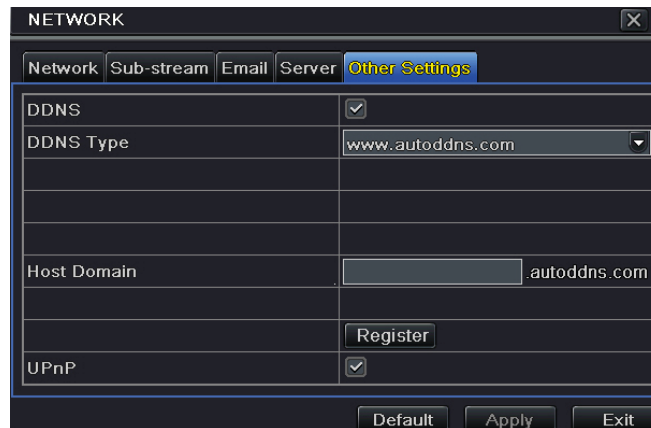 NETWORK
Network Sub-stream Email Server Other Settings
DDNS
DDNS Type www.autoddns.com
Host Domain .autoddns.com
Register
UPnP
Default Apply Exit